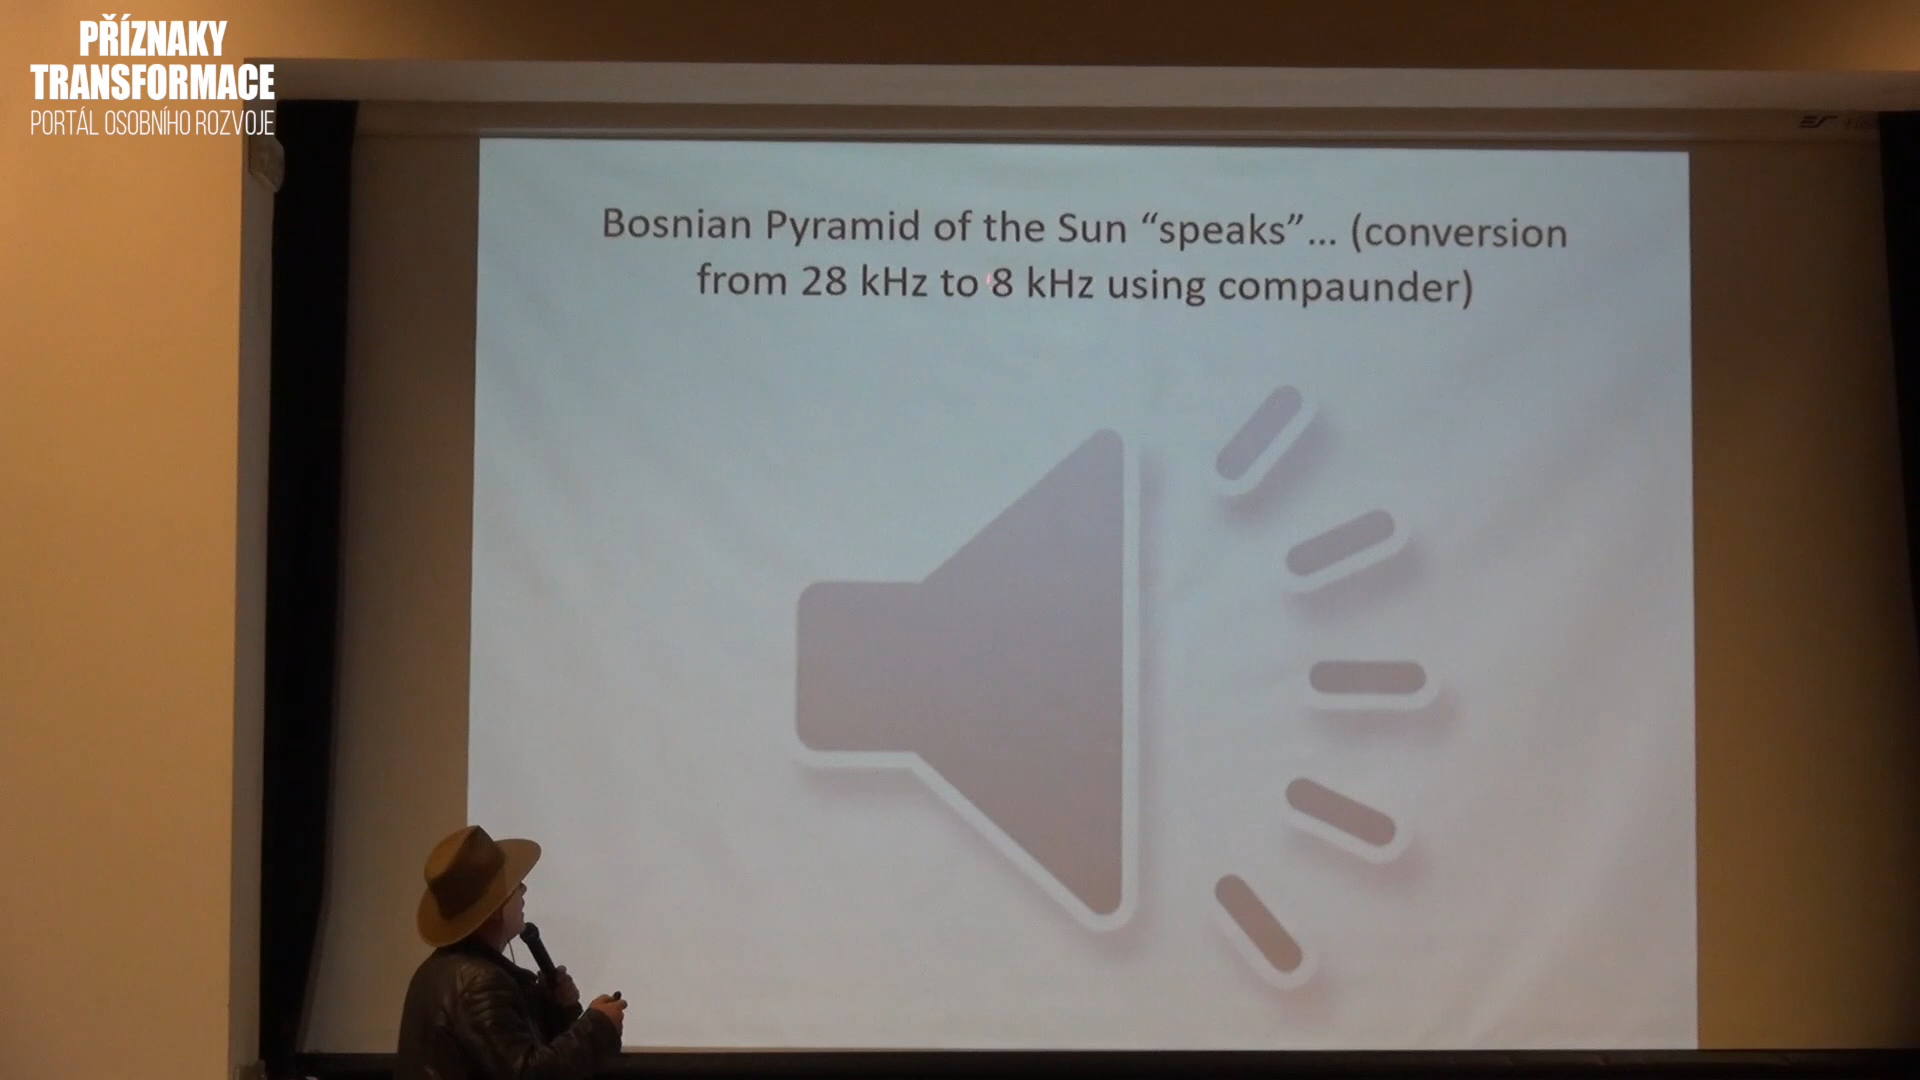 PŘÍZNAKY
TRANSFORMACE
PORTÁL OSOBNÍHO ROZVOJE
Bosnian Pyramid of the Sun “speaks”... (conversion
from 28 kHz to 8 kHz using compaunder)